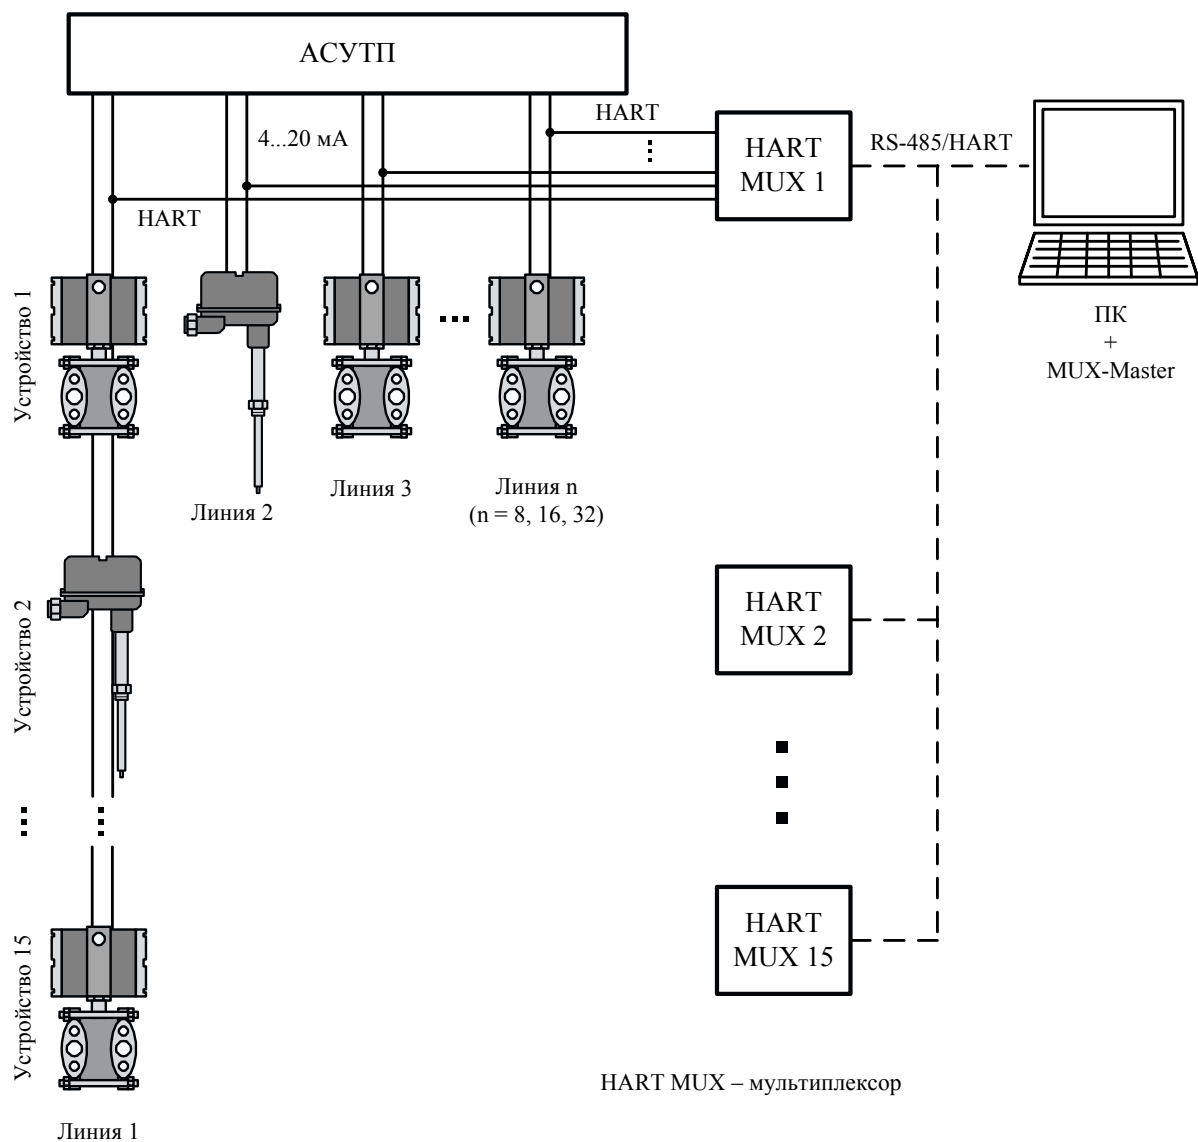 АСУТП
HART
4...20 мА
HART
MUX 1
RS-485/HART
HART
Устройство 1
ПК
+
MUX-Master
Линия 2
Линия 3
Линия n
(n = 8, 16, 32)
Устройство 2
HART
MUX 2
Устройство 15
HART
MUX 15
HART MUX – мультиплексор
Линия 1